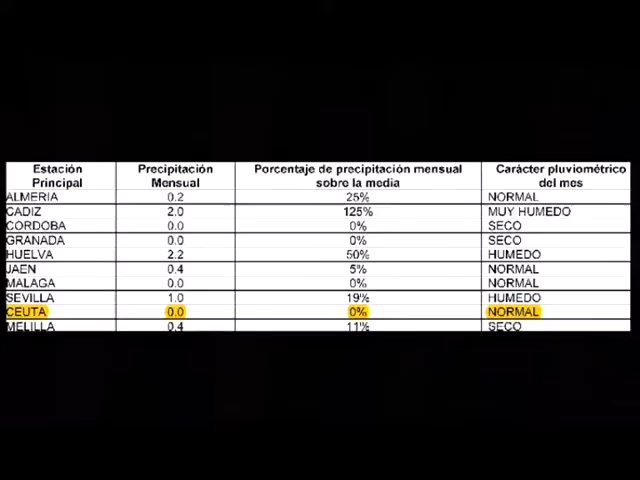 Estación Principal Precipitación Mensual Porcentaje de precipitación mensual sobre la media Carácter pluviométrico del mes
ALMERIA 0.2 25% NORMAL
CADIZ 2.0 125% MUY HUMEDO
CORDOBA 0.0 0% SECO
GRANADA 0.0 0% SECO
HUELVA 2.2 50% HUMEDO
JAEN 0.4 5% NORMAL
MALAGA 0.0 0% NORMAL
SEVILLA 1.0 19% HUMEDO
CEUTA 0.0 0% NORMAL
MELILLA 0.4 11% SECO